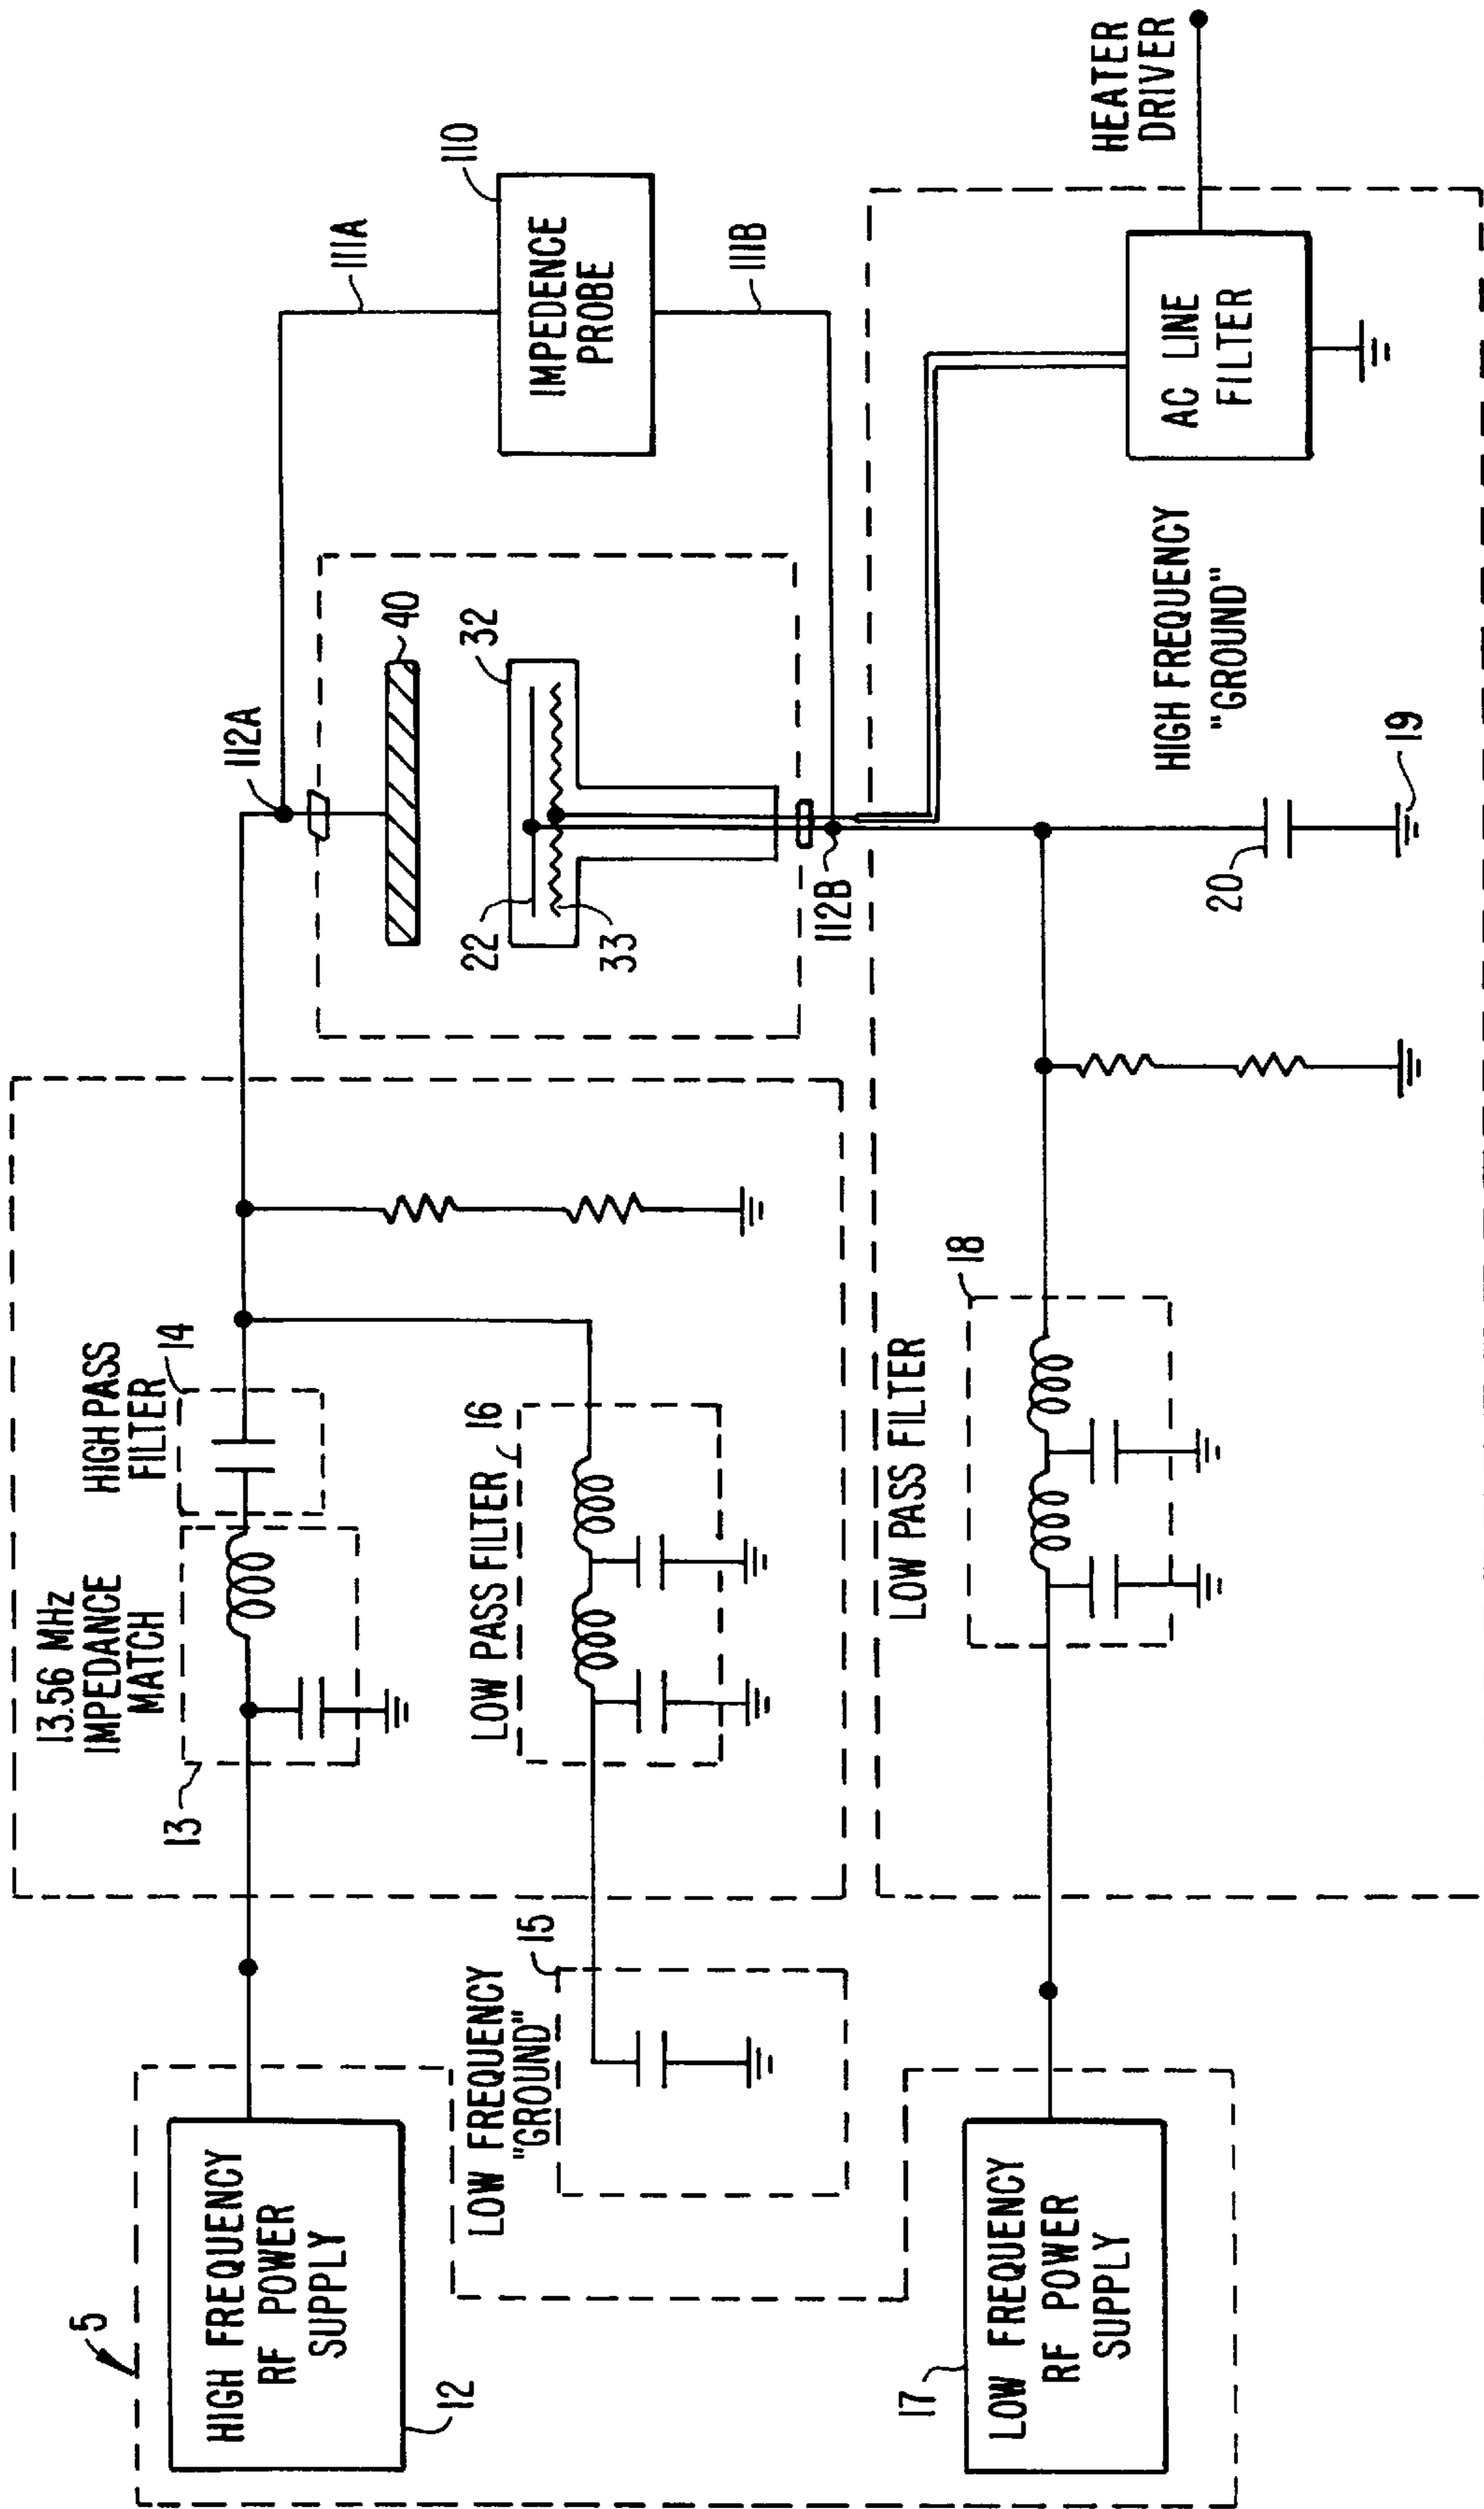 5
HIGH FREQUENCY
RF POWER
SUPPLY
12
13.56 MHz
IMPEDANCE
MATCH
13
HIGH PASS
FILTER
14
112A
111A
110
IMPEDENCE
PROBE
111B
40
32
22
33
112B
LOW FREQUENCY
"GROUND"
15
LOW PASS FILTER
16
LOW FREQUENCY
RF POWER
SUPPLY
17
LOW PASS FILTER
18
20
19
HIGH FREQUENCY
"GROUND"
AC LINE
FILTER
HEATER
DRIVER